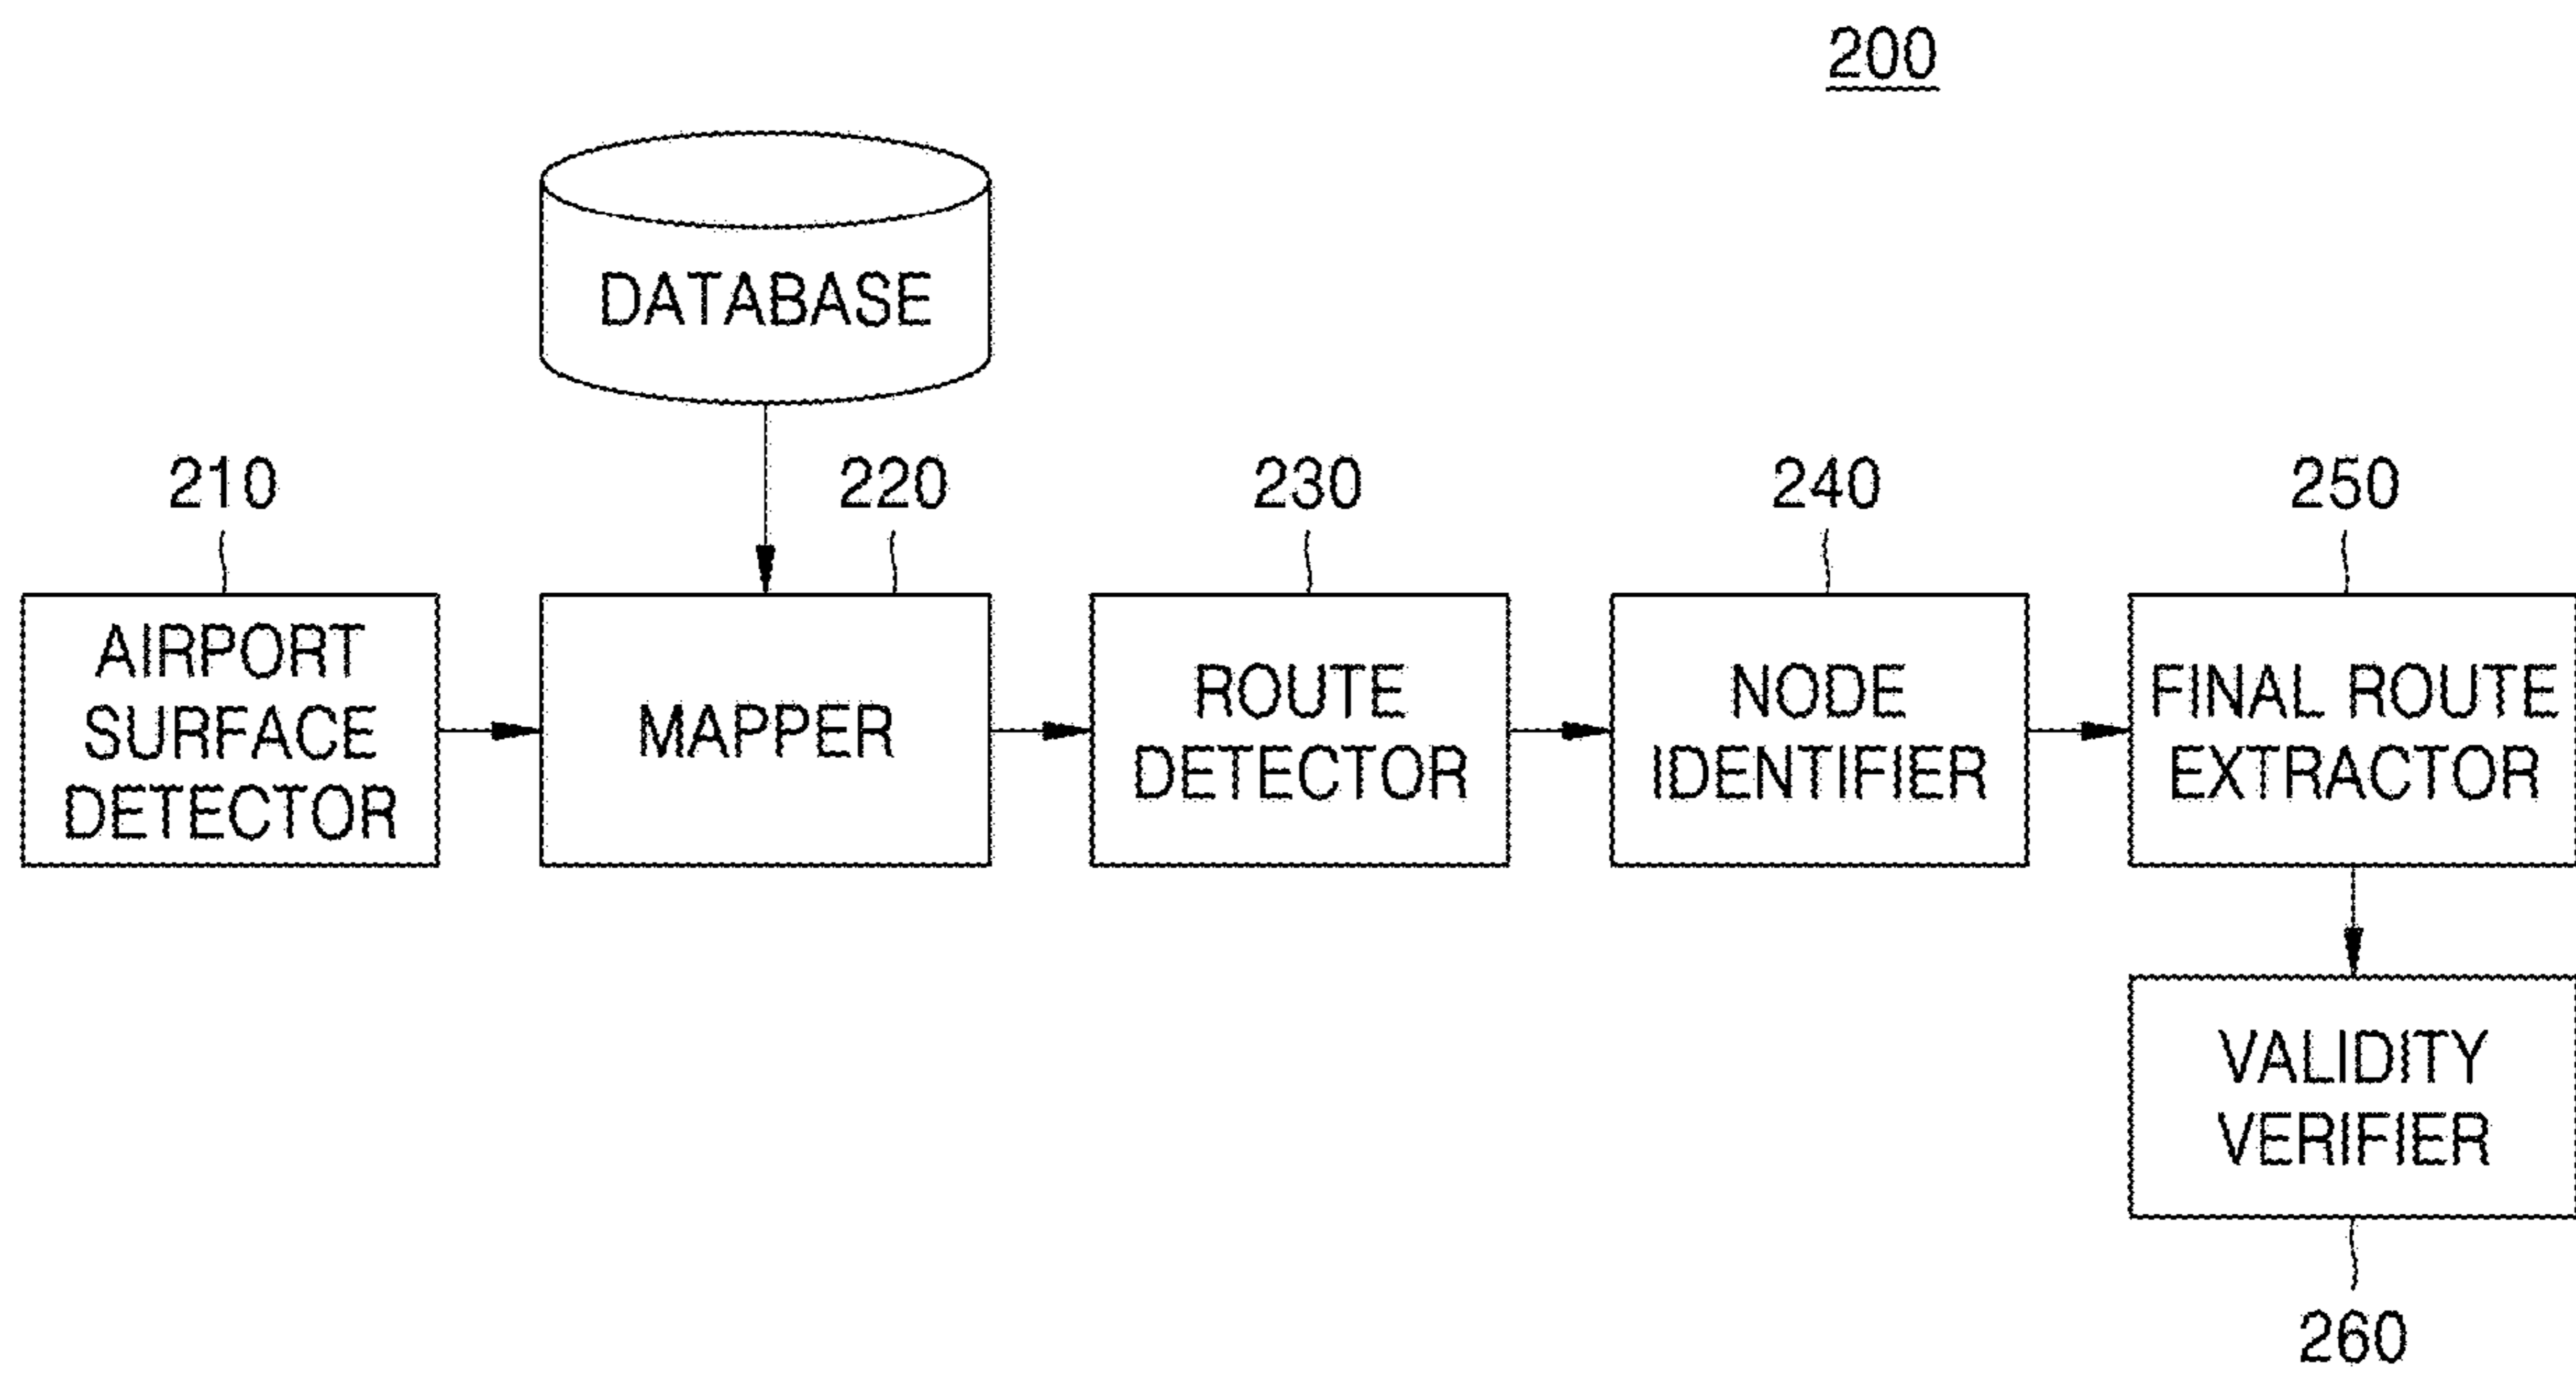 200
DATABASE
210
220
230
240
250
AIRPORT
SURFACE
DETECTOR
MAPPER
ROUTE
DETECTOR
NODE
IDENTIFIER
FINAL ROUTE
EXTRACTOR
VALIDITY
VERIFIER
260